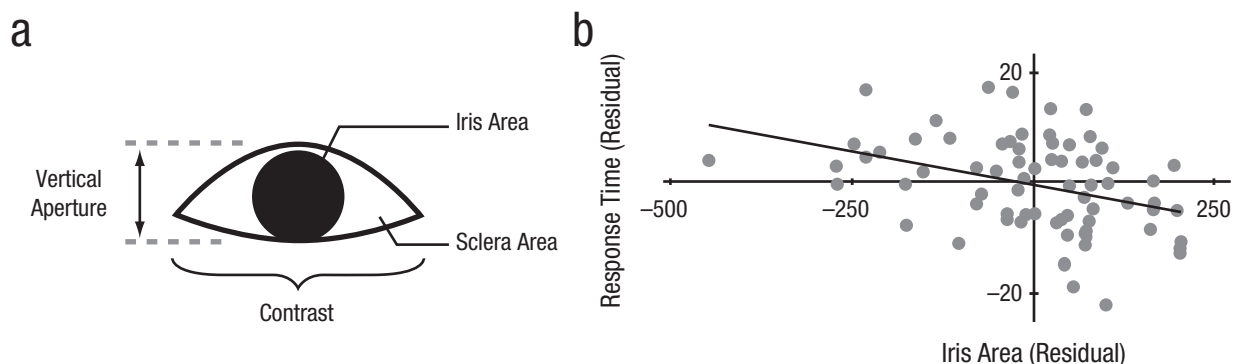 a
Iris Area
Vertical
Aperture
Sclera Area
Contrast
b
Response Time (Residual)
20
–500
–250
250
–20
Iris Area (Residual)